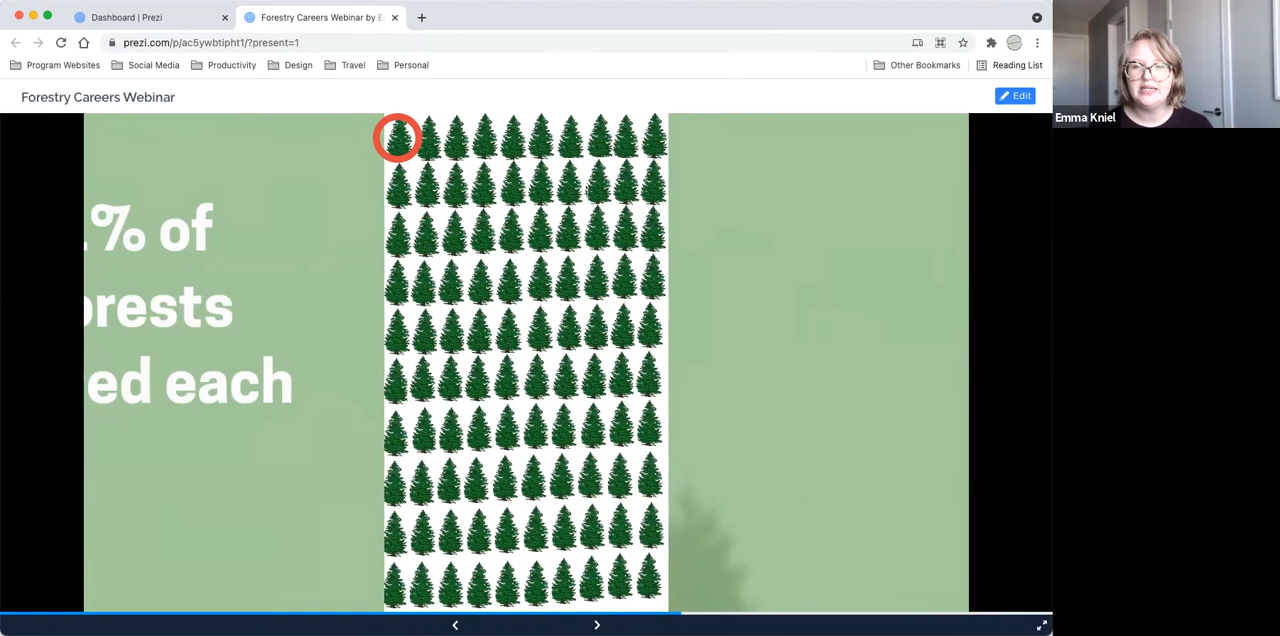 Dashboard | Prezi
Forestry Careers Webinar by E
prezi.com/p/ac5ywbtipht1/?present=1
Program Websites
Social Media
Productivity
Design
Travel
Personal
Other Bookmarks
Reading List
Forestry Careers Webinar
Edit
Emma Kniel
% of
rests
ed each